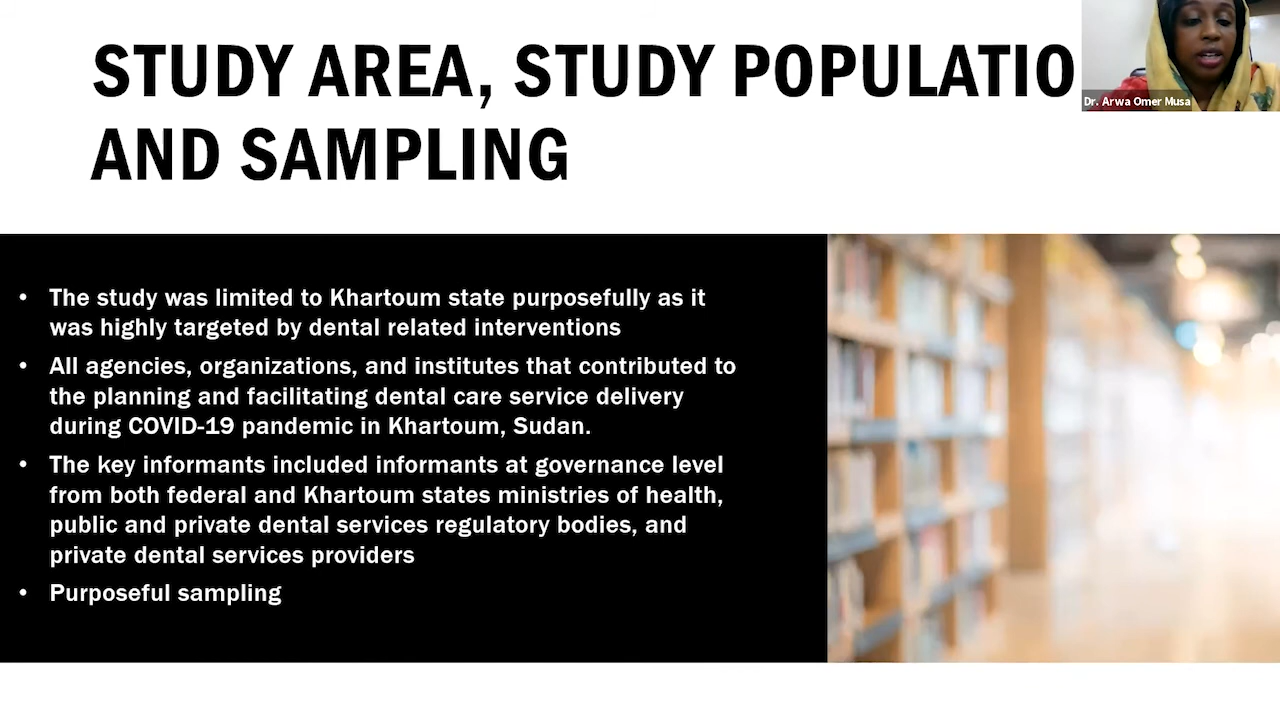 STUDY AREA, STUDY POPULATIO
AND SAMPLING
Dr. Arwa Omer Musa
• The study was limited to Khartoum state purposefully as it
was highly targeted by dental related interventions
• All agencies, organizations, and institutes that contributed to
the planning and facilitating dental care service delivery
during COVID-19 pandemic in Khartoum, Sudan.
• The key informants included informants at governance level
from both federal and Khartoum states ministries of health,
public and private dental services regulatory bodies, and
private dental services providers
• Purposeful sampling